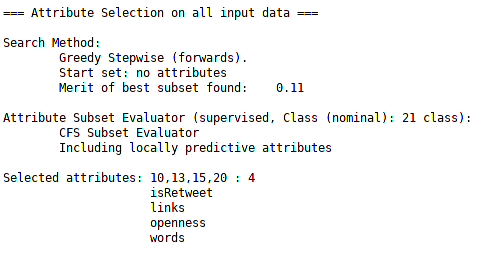 === Attribute Selection on all input data ===
Search Method:
Greedy Stepwise (forwards).
Start set: no attributes
Merit of best subset found:    0.11
Attribute Subset Evaluator (supervised, Class (nominal): 21 class):
CFS Subset Evaluator
Including locally predictive attributes
Selected attributes: 10,13,15,20 : 4
isRetweet
links
openness
words